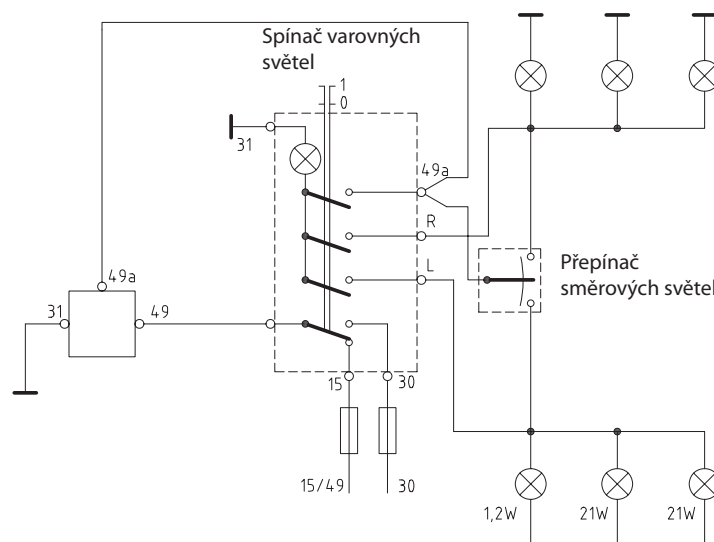 Spínač varovných
světel
1
0
31
49a
R
L
Přepínač
směrových světel
49a
31
49
15
30
15/49
30
1,2W
21W
21W